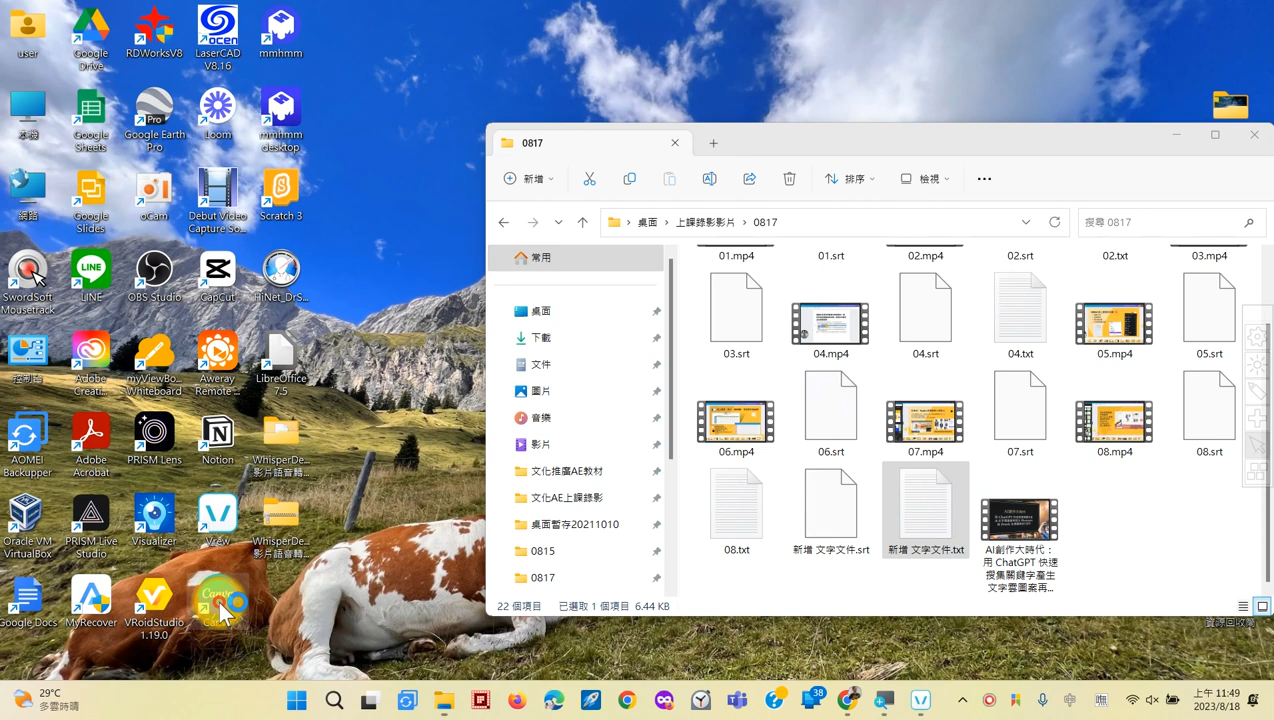 user
Google Drive
RDWorksV8
LaserCAD V8.16
mmhmm
本機
Google Sheets
Google Earth Pro
Loom
mmhmm desktop
網路
Google Slides
oCam
Debut Video Capture So...
Scratch 3
SwordSoft Mousetrack
LINE
OBS Studio
CapCut
HiNet_DrS...
控制台
Adobe Creati...
myViewBo... Whiteboard
Aweray Remote ...
LibreOffice 7.5
AOMEI Backupper
Adobe Acrobat
PRISM Lens
Notion
WhisperDe... 影片語音轉...
Oracle VM VirtualBox
PRISM Live Studio
Visualizer
Vrew
WhisperDe... 影片語音轉...
Google Docs
MyRecover
VRoidStudio 1.19.0
0817
新增
排序
檢視
桌面 > 上課錄影影片 > 0817
搜尋 0817
常用
桌面
下載
文件
圖片
音樂
影片
文化推廣AE教材
文化AE上課錄影
桌面暫存20211010
0815
0817
01.mp4
01.srt
02.mp4
02.srt
02.txt
03.mp4
03.srt
04.mp4
04.srt
04.txt
05.mp4
05.srt
06.mp4
06.srt
07.mp4
07.srt
08.mp4
08.srt
08.txt
新增 文字文件.srt
新增 文字文件.txt
AI創作大時代：
用 ChatGPT 快速
搜集關鍵字產生
文字雲圖案再...
22 個項目
已選取 1 個項目 6.44 KB
資源回收筒
29°C
多雲時晴
38
上午 11:49
2023/8/18